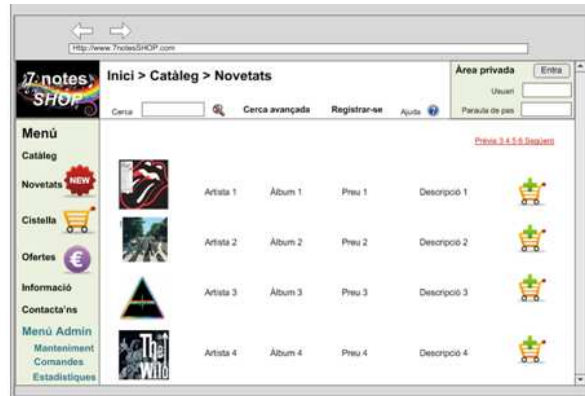 Http://www.7notesSHOP.com
7 notes
SHOP
Inici > Catàleg > Novetats
Cerca
Cerca avançada
Registrar-se
Ajuda
Àrea privada
Entra
Usuari
Paraula de pas
Menú
Catàleg
Novetats
NEW
Cistella
Ofertes
Informació
Contacta'ns
Menú Admin
Manteniment
Comandes
Estadístiques
Prèvia 3 4 5 6 Següent
Artista 1 Àlbum 1 Preu 1 Descripció 1
Artista 2 Àlbum 2 Preu 2 Descripció 2
Artista 3 Àlbum 3 Preu 3 Descripció 3
The
Wild
Artista 4 Àlbum 4 Preu 4 Descripció 4